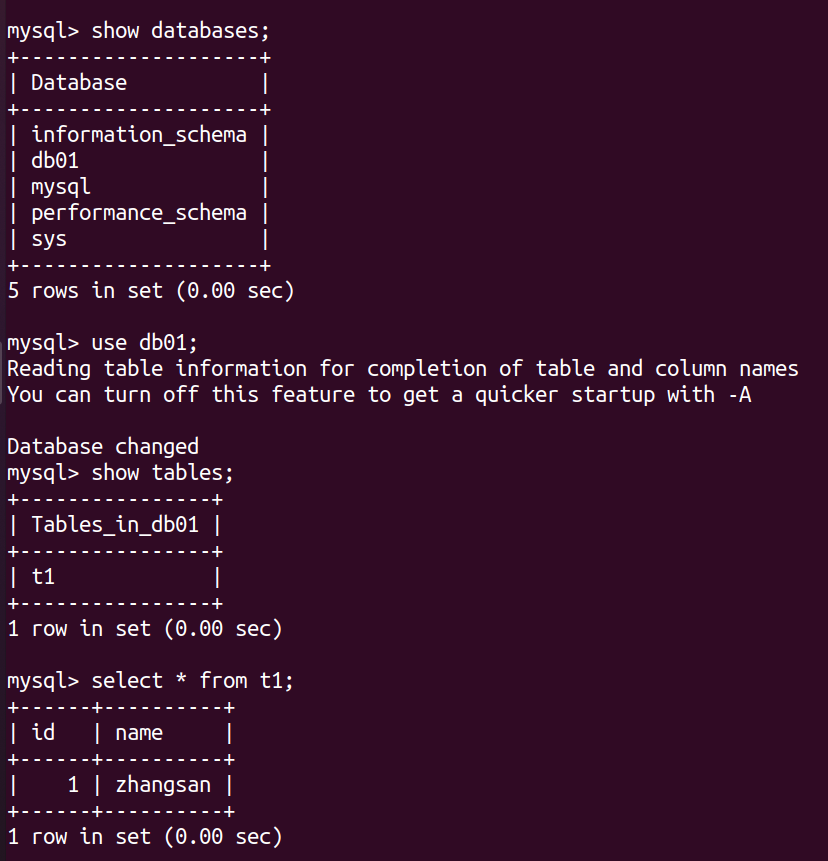 mysql> show databases;
+--------------------+
| Database           |
+--------------------+
| information_schema |
| db01               |
| mysql              |
| performance_schema |
| sys                |
+--------------------+
5 rows in set (0.00 sec)

mysql> use db01;
Reading table information for completion of table and column names
You can turn off this feature to get a quicker startup with -A

Database changed
mysql> show tables;
+----------------+
| Tables_in_db01 |
+----------------+
| t1             |
+----------------+
1 row in set (0.00 sec)

mysql> select * from t1;
+------+----------+
| id   | name     |
+------+----------+
|    1 | zhangsan |
+------+----------+
1 row in set (0.00 sec)